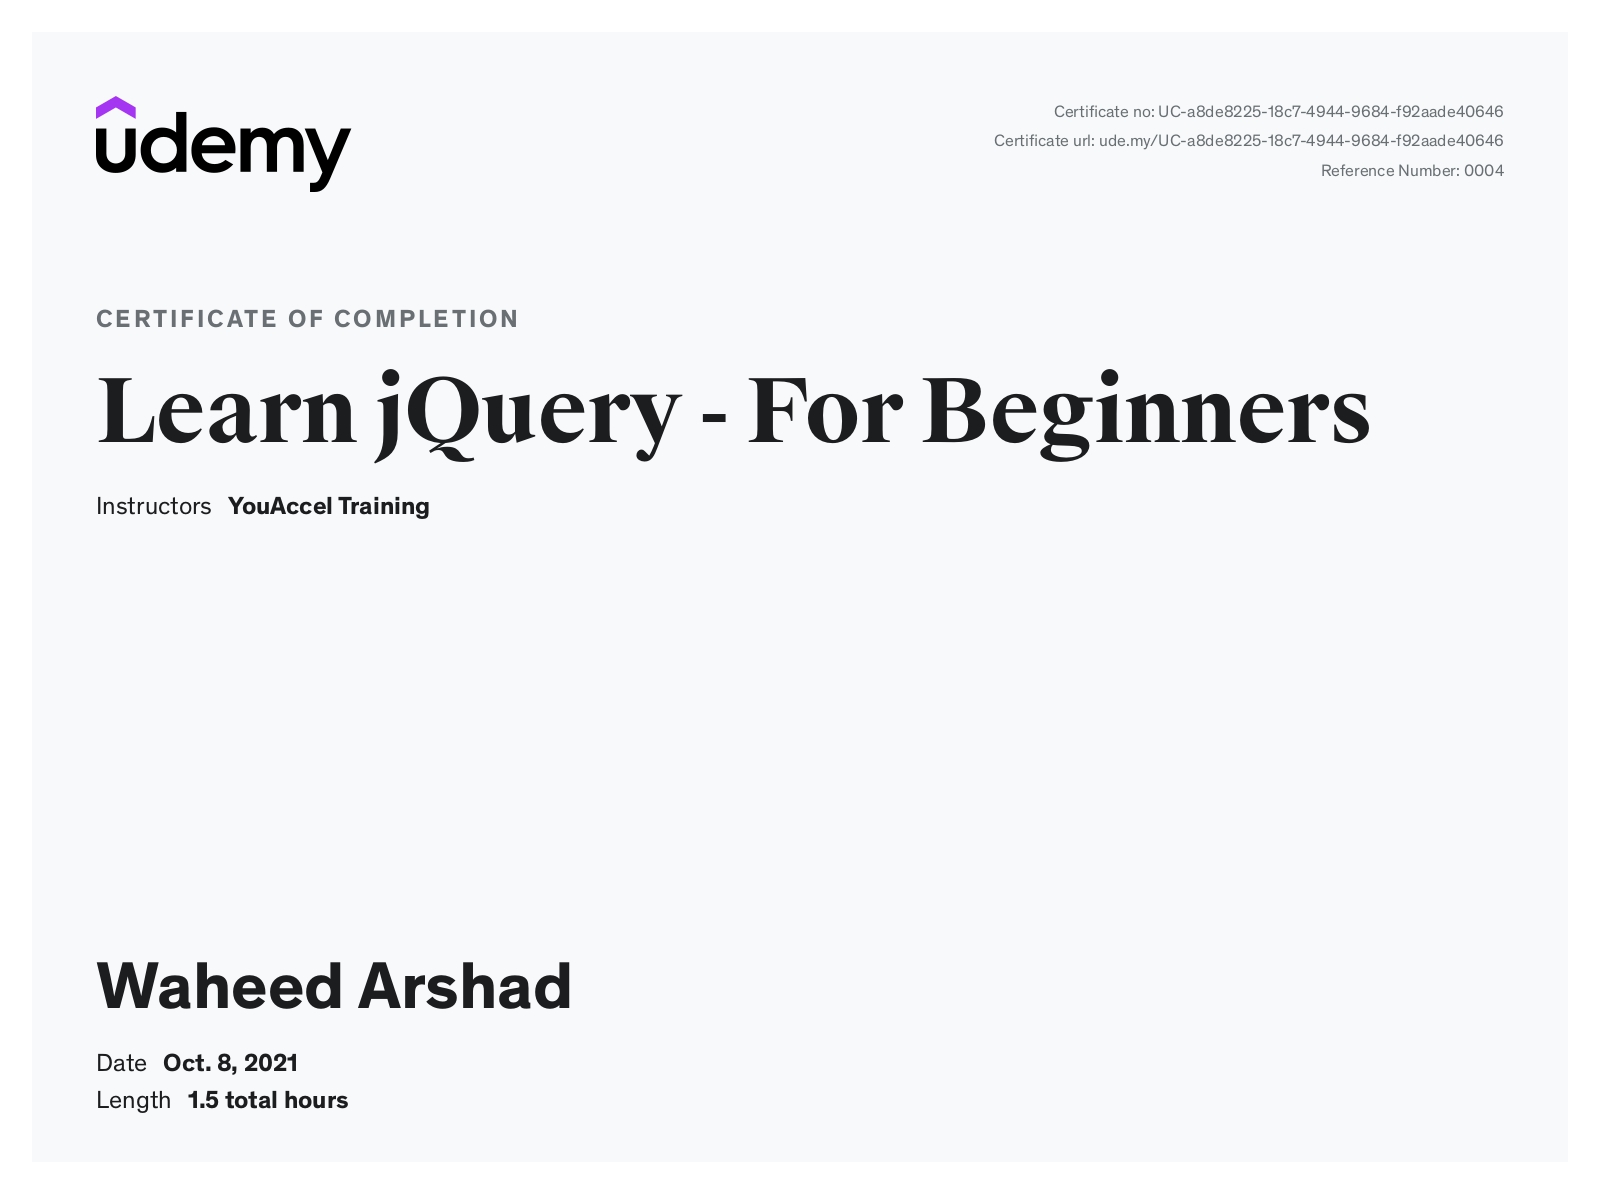 udemy
Certificate no: UC-a8de8225-18c7-4944-9684-f92aade40646
Certificate url: ude.my/UC-a8de8225-18c7-4944-9684-f92aade40646
Reference Number: 0004
CERTIFICATE OF COMPLETION
Learn jQuery - For Beginners
Instructors YouAccel Training
Waheed Arshad
Date Oct. 8, 2021
Length 1.5 total hours